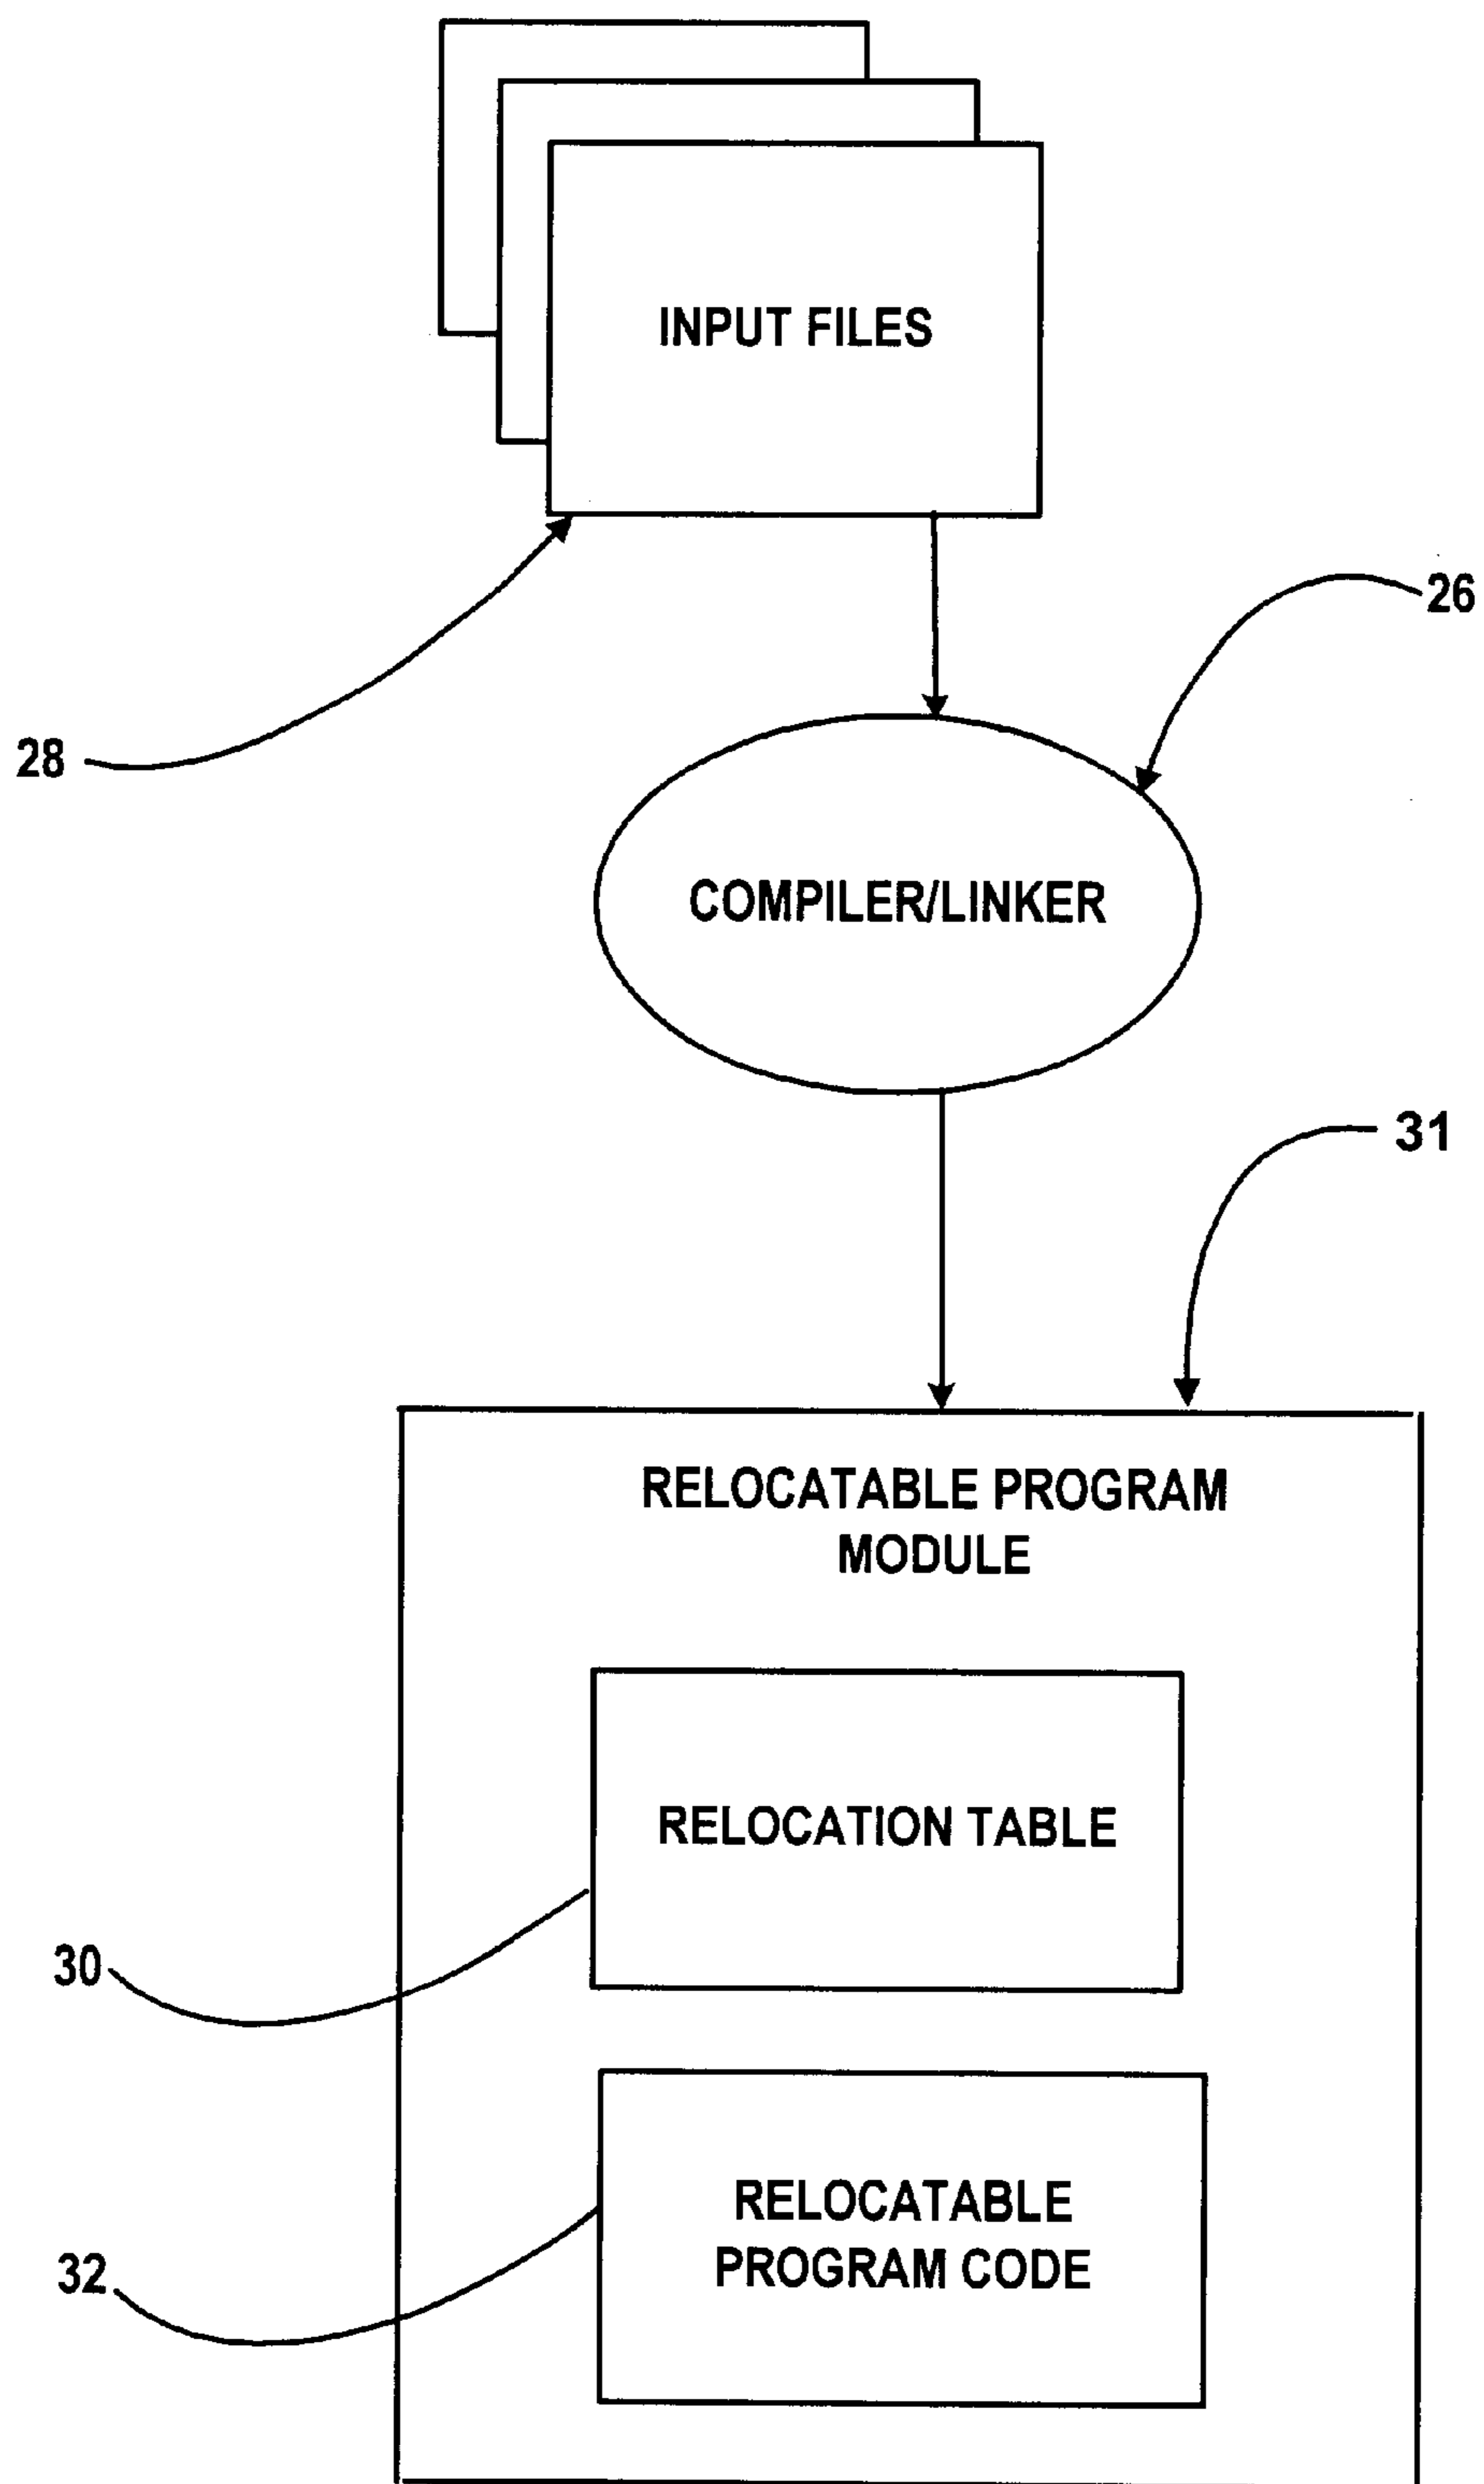 INPUT FILES
26
28
COMPILER/LINKER
31
RELOCATABLE PROGRAM
MODULE
RELOCATION TABLE
30
RELOCATABLE
PROGRAM CODE
32